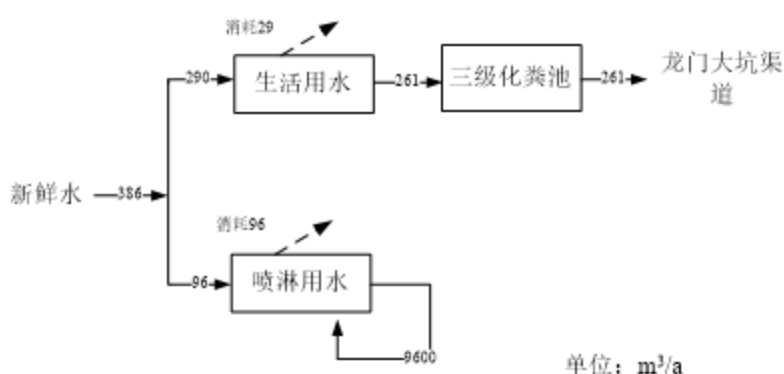 消耗29
290
生活用水
261
三级化粪池
261
龙门大坑渠
道
新鲜水
386
消耗96
96
喷淋用水
9600
单位：m³/a